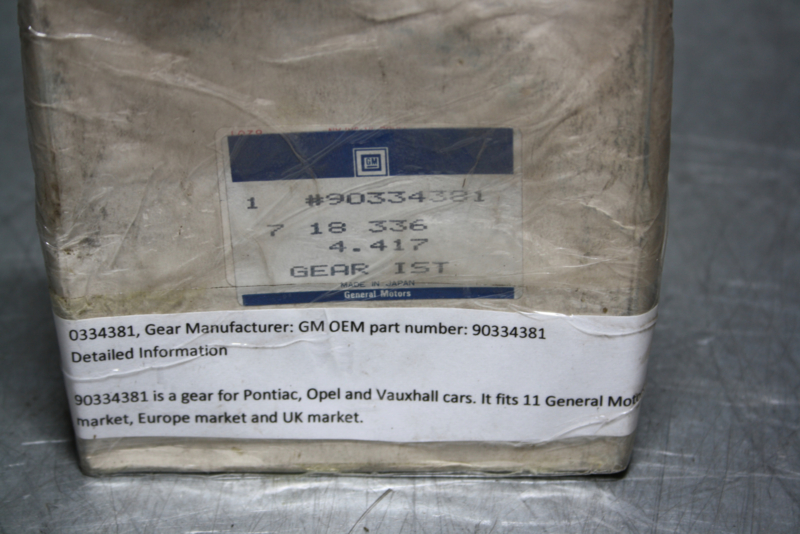 GM
1 #90334381
7 18 336
4.417
GEAR IST
MADE IN JAPAN
General Motors
0334381, Gear Manufacturer: GM OEM part number: 90334381
Detailed Information
90334381 is a gear for Pontiac, Opel and Vauxhall cars. It fits 11 General Moto
market, Europe market and UK market.